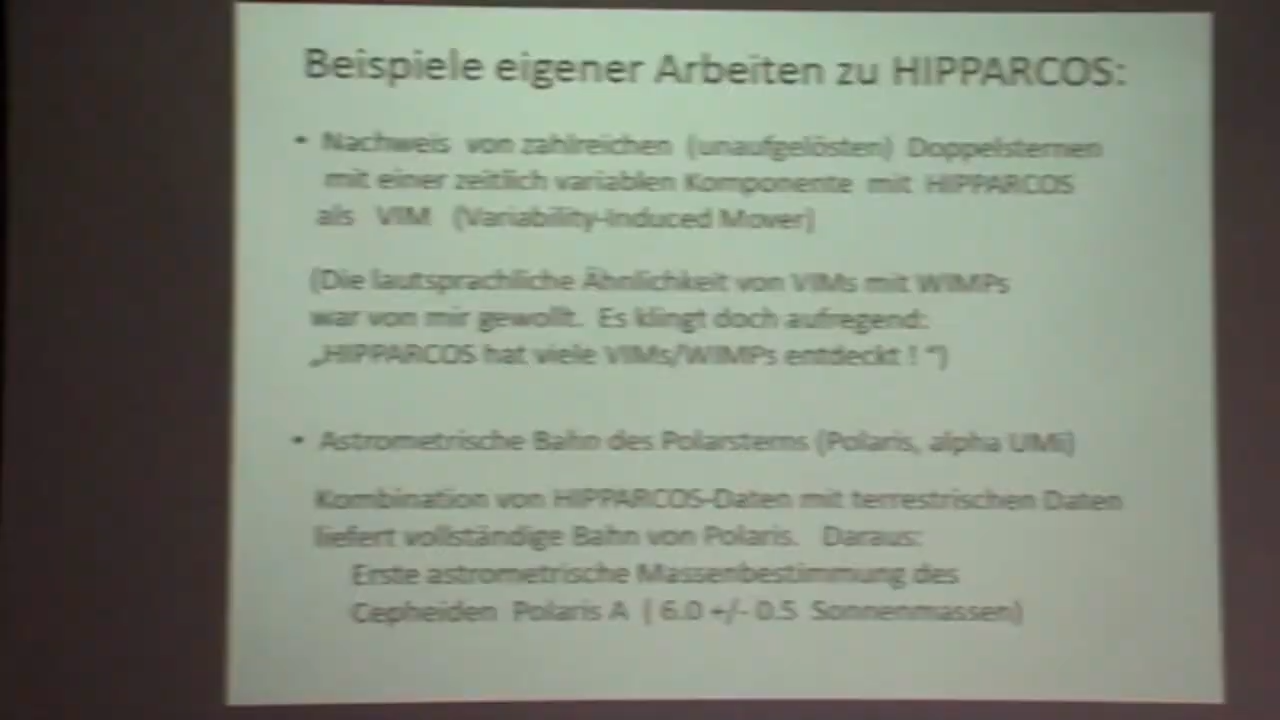 Beispiele eigener Arbeiten zu HIPPARCOS:
• Nachweis von zahlreichen (unaufgelösten) Doppelsternen
mit einer zeitlich variablen Komponente mit HIPPARCOS
als VIM (Variability-Induced Mover)
(Die lautsprachliche Ähnlichkeit von VIMs mit WIMPs
war von mir gewollt. Es klingt doch aufregend:
„HIPPARCOS hat viele VIMs/WIMPs entdeckt ! “)
• Astrometrische Bahn des Polarsterns (Polaris, alpha UMi)
Kombination von HIPPARCOS-Daten mit terrestrischen Daten
liefert vollständige Bahn von Polaris. Daraus:
Erste astrometrische Massenbestimmung des
Cepheiden Polaris A ( 6.0 +/- 0.5 Sonnenmassen)